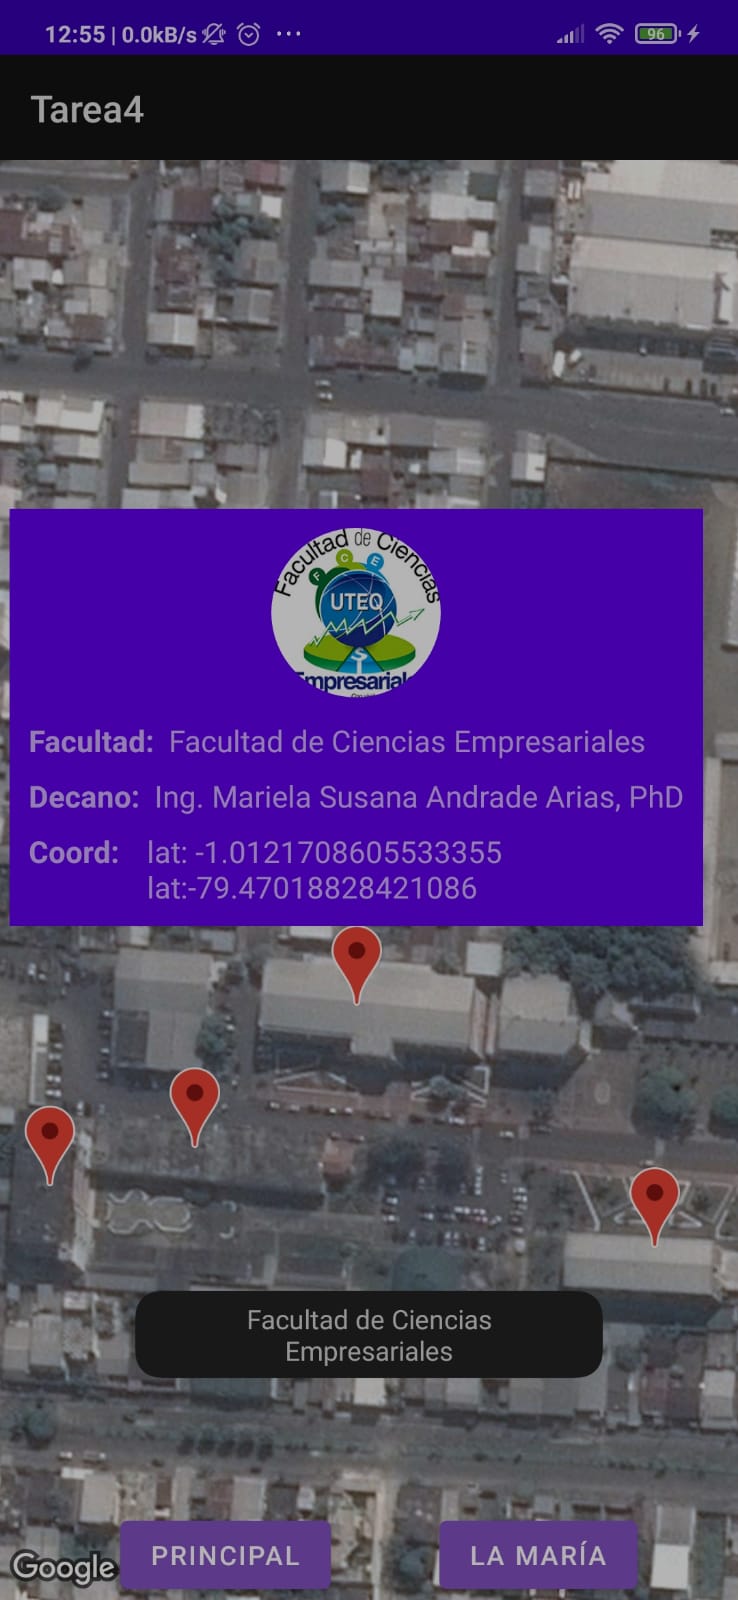 12:55 | 0.0kB/s ...
96
Tarea4
Facultad de Ciencias
F C E
UTEQ
Empresariales
Facultad: Facultad de Ciencias Empresariales
Decano: Ing. Mariela Susana Andrade Arias, PhD
Coord: lat: -1.0121708605533355
lat:-79.47018828421086
Facultad de Ciencias
Empresariales
Google
PRINCIPAL
LA MARÍA